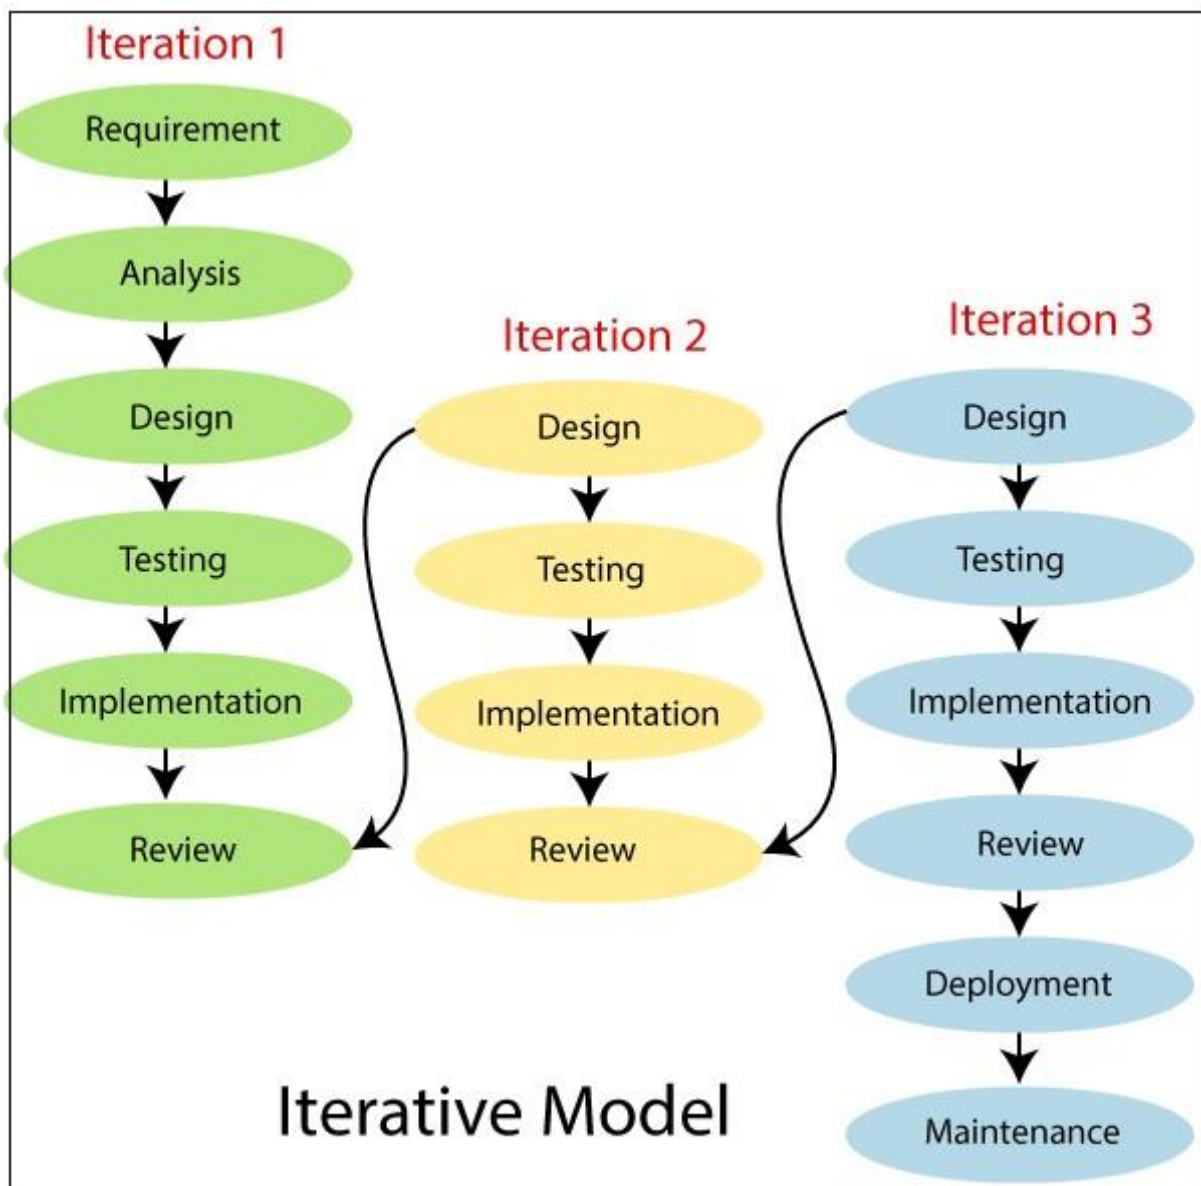 Iteration 1
Requirement
Analysis
Design
Testing
Implementation
Review
Iteration 2
Design
Testing
Implementation
Review
Iteration 3
Design
Testing
Implementation
Review
Deployment
Maintenance
Iterative Model